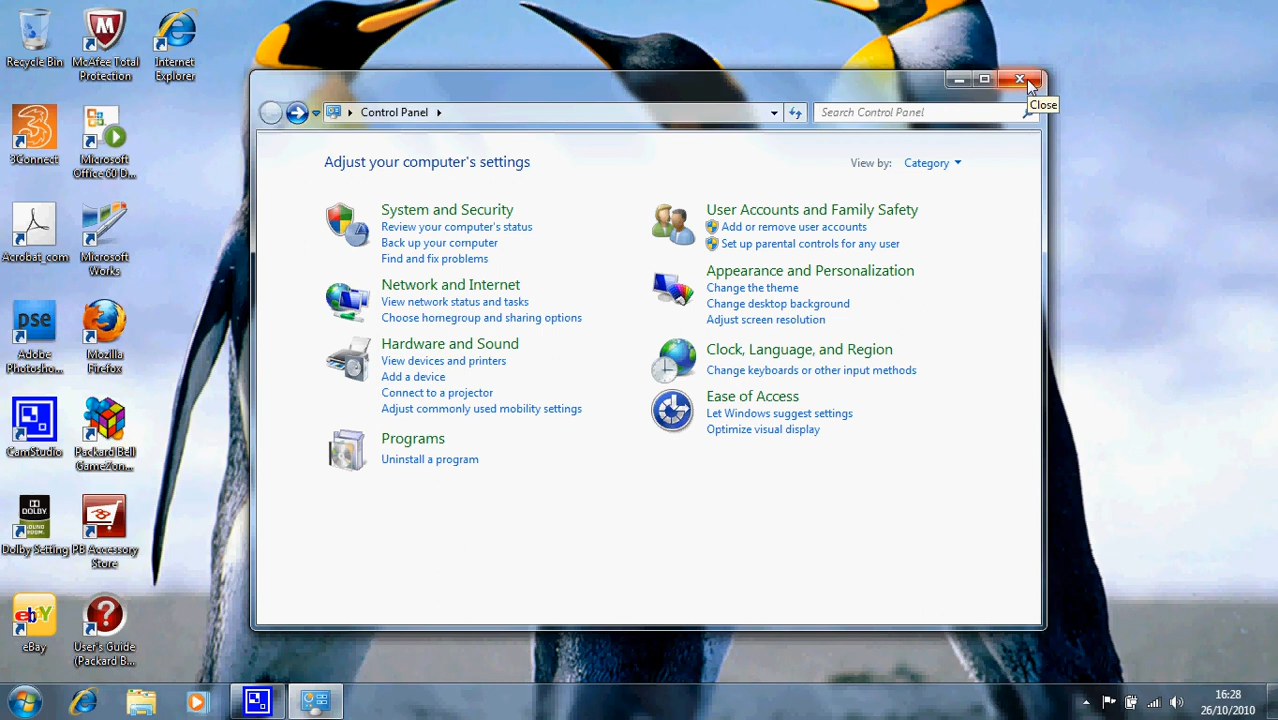 Recycle Bin
McAfee Total
Protection
Internet
Explorer
3Connect
Microsoft
Office 60 D...
Acrobat_com
Microsoft
Works
pse
Adobe
Photosho...
Mozilla
Firefox
CamStudio
Packard Bell
GameZon...
DOLBY
Dolby Setting
PB Accessory
Store
ebY
eBay
User's Guide
(Packard B...
Control Panel
Search Control Panel
Close
Adjust your computer's settings
View by: Category
System and Security
Review your computer's status
Back up your computer
Find and fix problems
Network and Internet
View network status and tasks
Choose homegroup and sharing options
Hardware and Sound
View devices and printers
Add a device
Connect to a projector
Adjust commonly used mobility settings
Programs
Uninstall a program
User Accounts and Family Safety
Add or remove user accounts
Set up parental controls for any user
Appearance and Personalization
Change the theme
Change desktop background
Adjust screen resolution
Clock, Language, and Region
Change keyboards or other input methods
Ease of Access
Let Windows suggest settings
Optimize visual display
16:28
26/10/2010